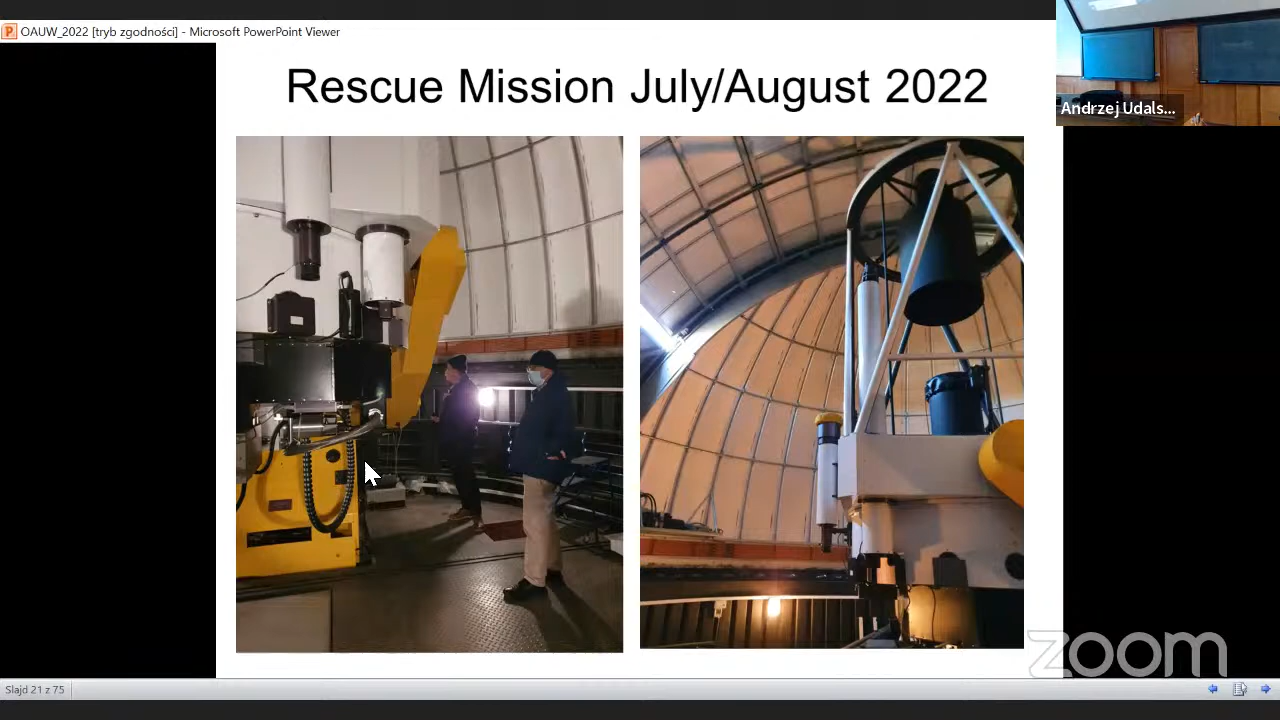 OAUW_2022 [tryb zgodności] - Microsoft PowerPoint Viewer
Rescue Mission July/August 2022
Andrzej Udals...
zoom
Slajd 21 z 75